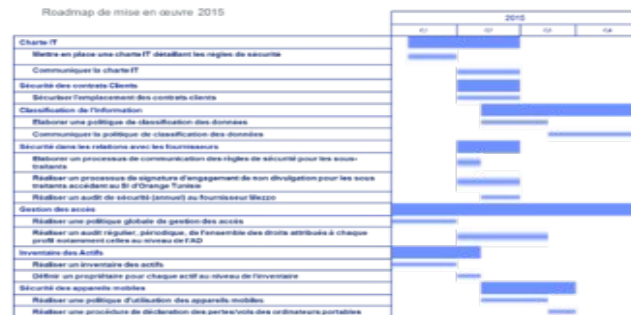 Roadmap de mise en œuvre 2015
2015
Q1 Q2 Q3 Q4
Charte IT
Mettre en place une charte IT détaillant les règles de sécurité
Communiquer la charte IT
Sécurité des contrats Clients
Sécuriser l'emplacement des contrats clients
Classification de l'information
Elaborer une politique de classification des données
Communiquer la politique de classification des données
Sécurité dans les relations avec les fournisseurs
Elaborer un processus de communication des règles de sécurité pour les sous-
traitants
Réaliser un processus de signature d'engagement de non divulgation pour les sous
traitants accédant au SI d'Orange Tunisie
Réaliser un audit de sécurité (annuel) au fournisseur Mezzo
Gestion des accès
Réaliser une politique globale de gestion des accès
Réaliser un audit régulier, périodique, de l'ensemble des droits attribués à chaque
profil notamment celles au niveau de l'AD
Inventaire des Actifs
Réaliser un inventaire des actifs
Définir un propriétaire pour chaque actif au niveau de l'inventaire
Sécurité des appareils mobiles
Réaliser une politique d'utilisation des appareils mobiles
Réaliser une procédure de déclaration des pertes/vols des ordinateurs portables